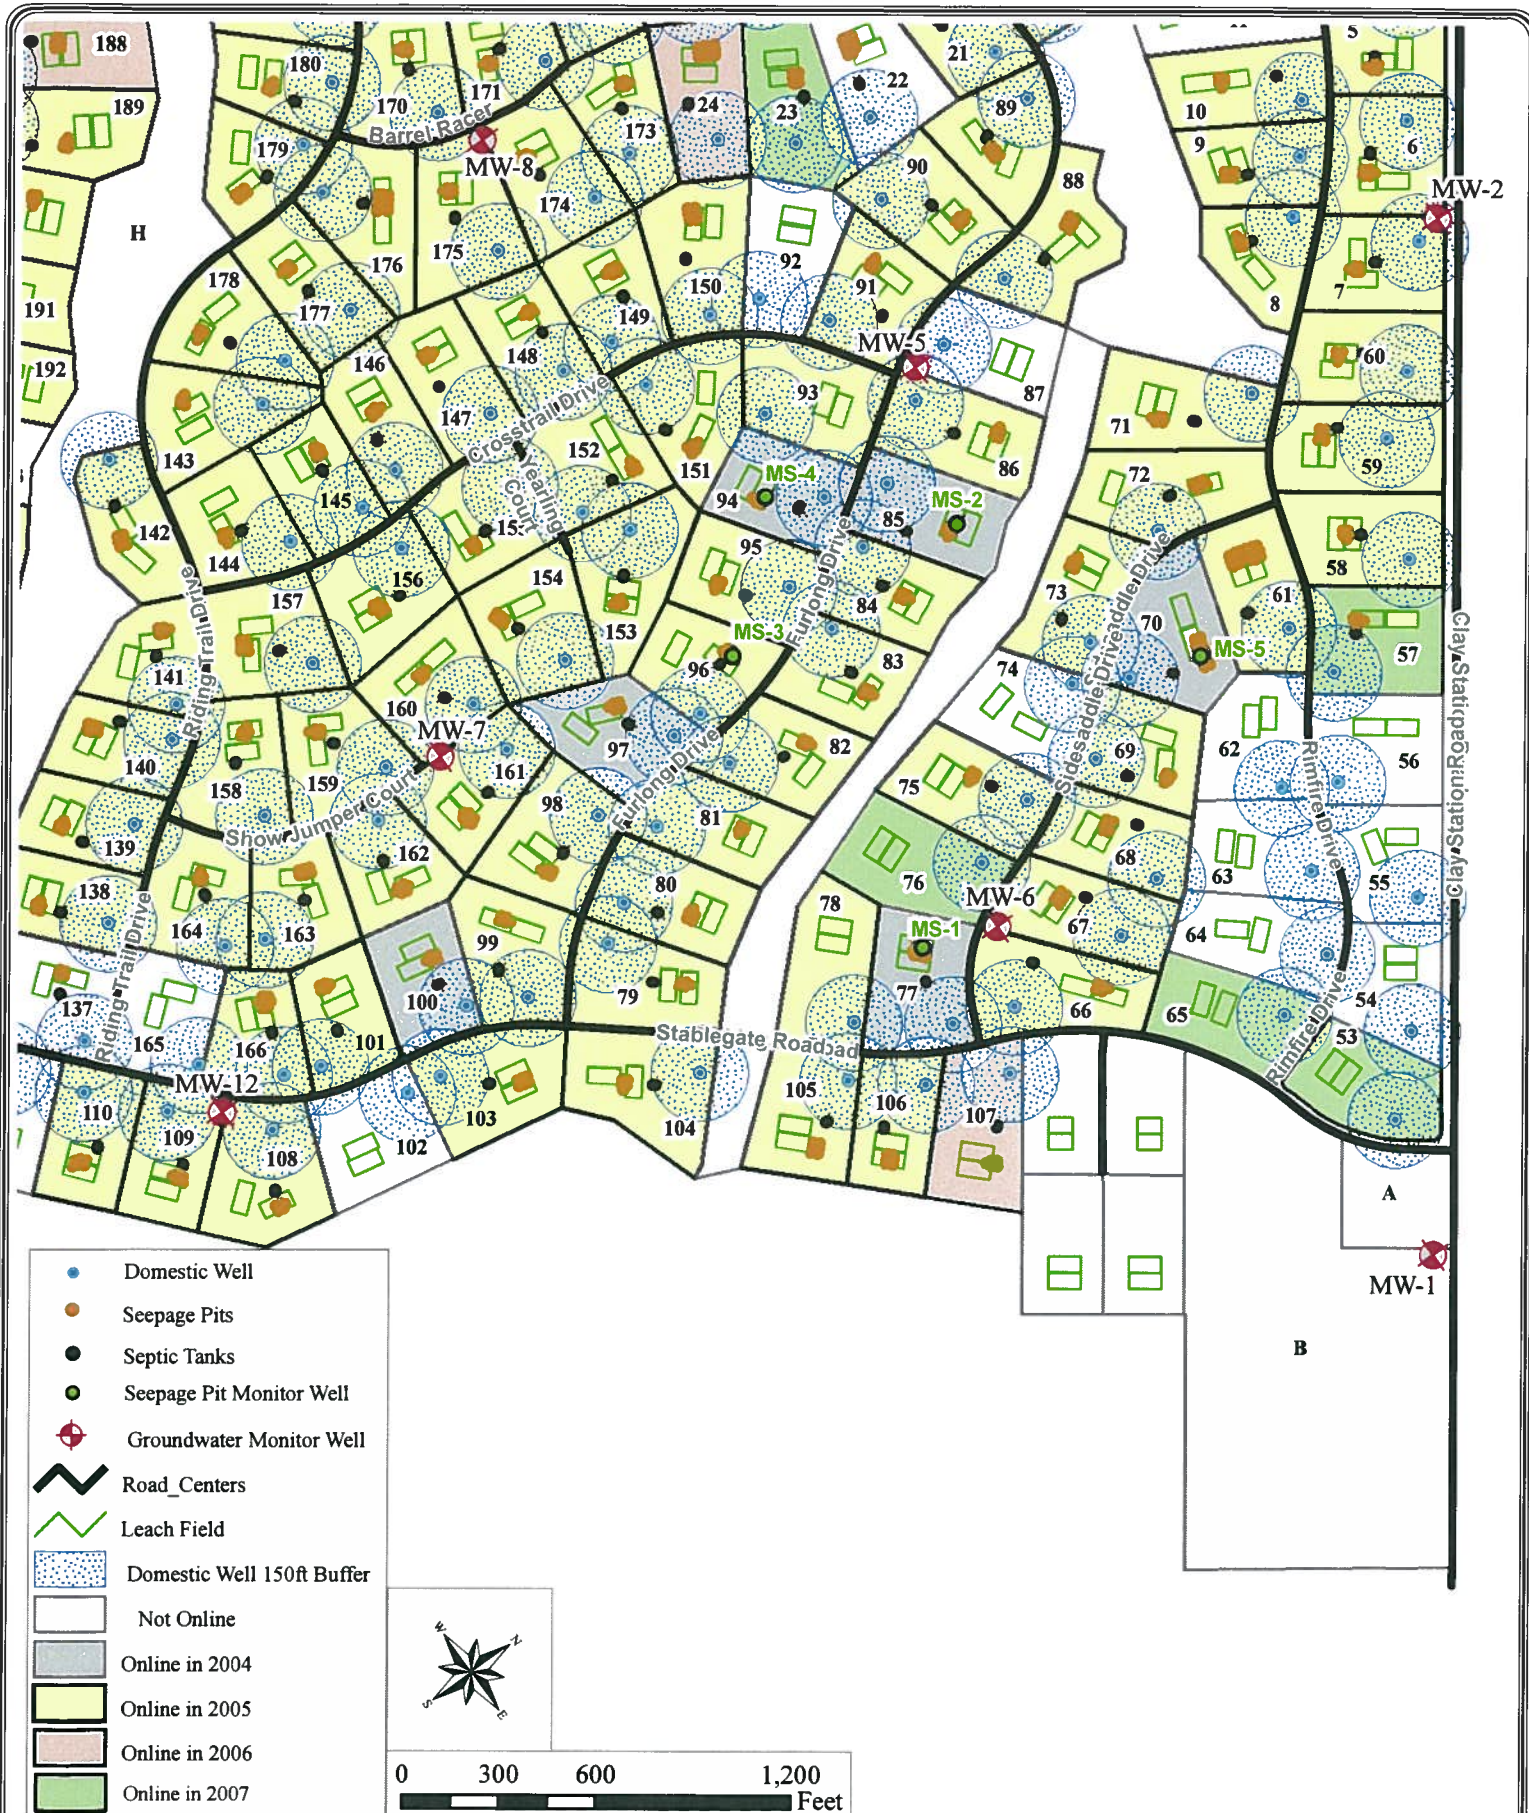 188
180
170
171
24
23
22
21
89
10
5
189
179
Barrel Racer
MW-8
173
90
88
9
6
MW-2
H
174
175
176
178
177
92
91
150
149
8
7
191
192
146
148
147
MW-5
87
60
93
71
143
145
Crosstrail Drive
152
151
86
59
142
144
Yearling Court
94
MS-4
MS-2
85
72
58
157
156
154
95
Furlong Drive
84
73
70
61
Riding Trail Drive
153
MS-3
96
83
MS-5
57
141
160
74
Sidesaddle Drive
Clay Station Road
MW-7
97
82
69
62
56
140
158
159
161
98
Furlong Drive
81
75
Rimfire Drive
139
Show Jumper Court
162
68
63
55
138
80
76
MW-6
164
163
99
78
MS-1
67
64
Clay Station Road
137
Riding Trail Drive
165
166
101
100
79
77
66
65
54
53
Rimfire Drive
Stablegate Road
MW-12
110
109
108
102
103
104
105
106
107
A
MW-1
B
Domestic Well
Seepage Pits
Septic Tanks
Seepage Pit Monitor Well
Groundwater Monitor Well
Road_Centers
Leach Field
Domestic Well 150ft Buffer
Not Online
Online in 2004
Online in 2005
Online in 2006
Online in 2007
W
N
S
E
0 300 600 1,200
Feet